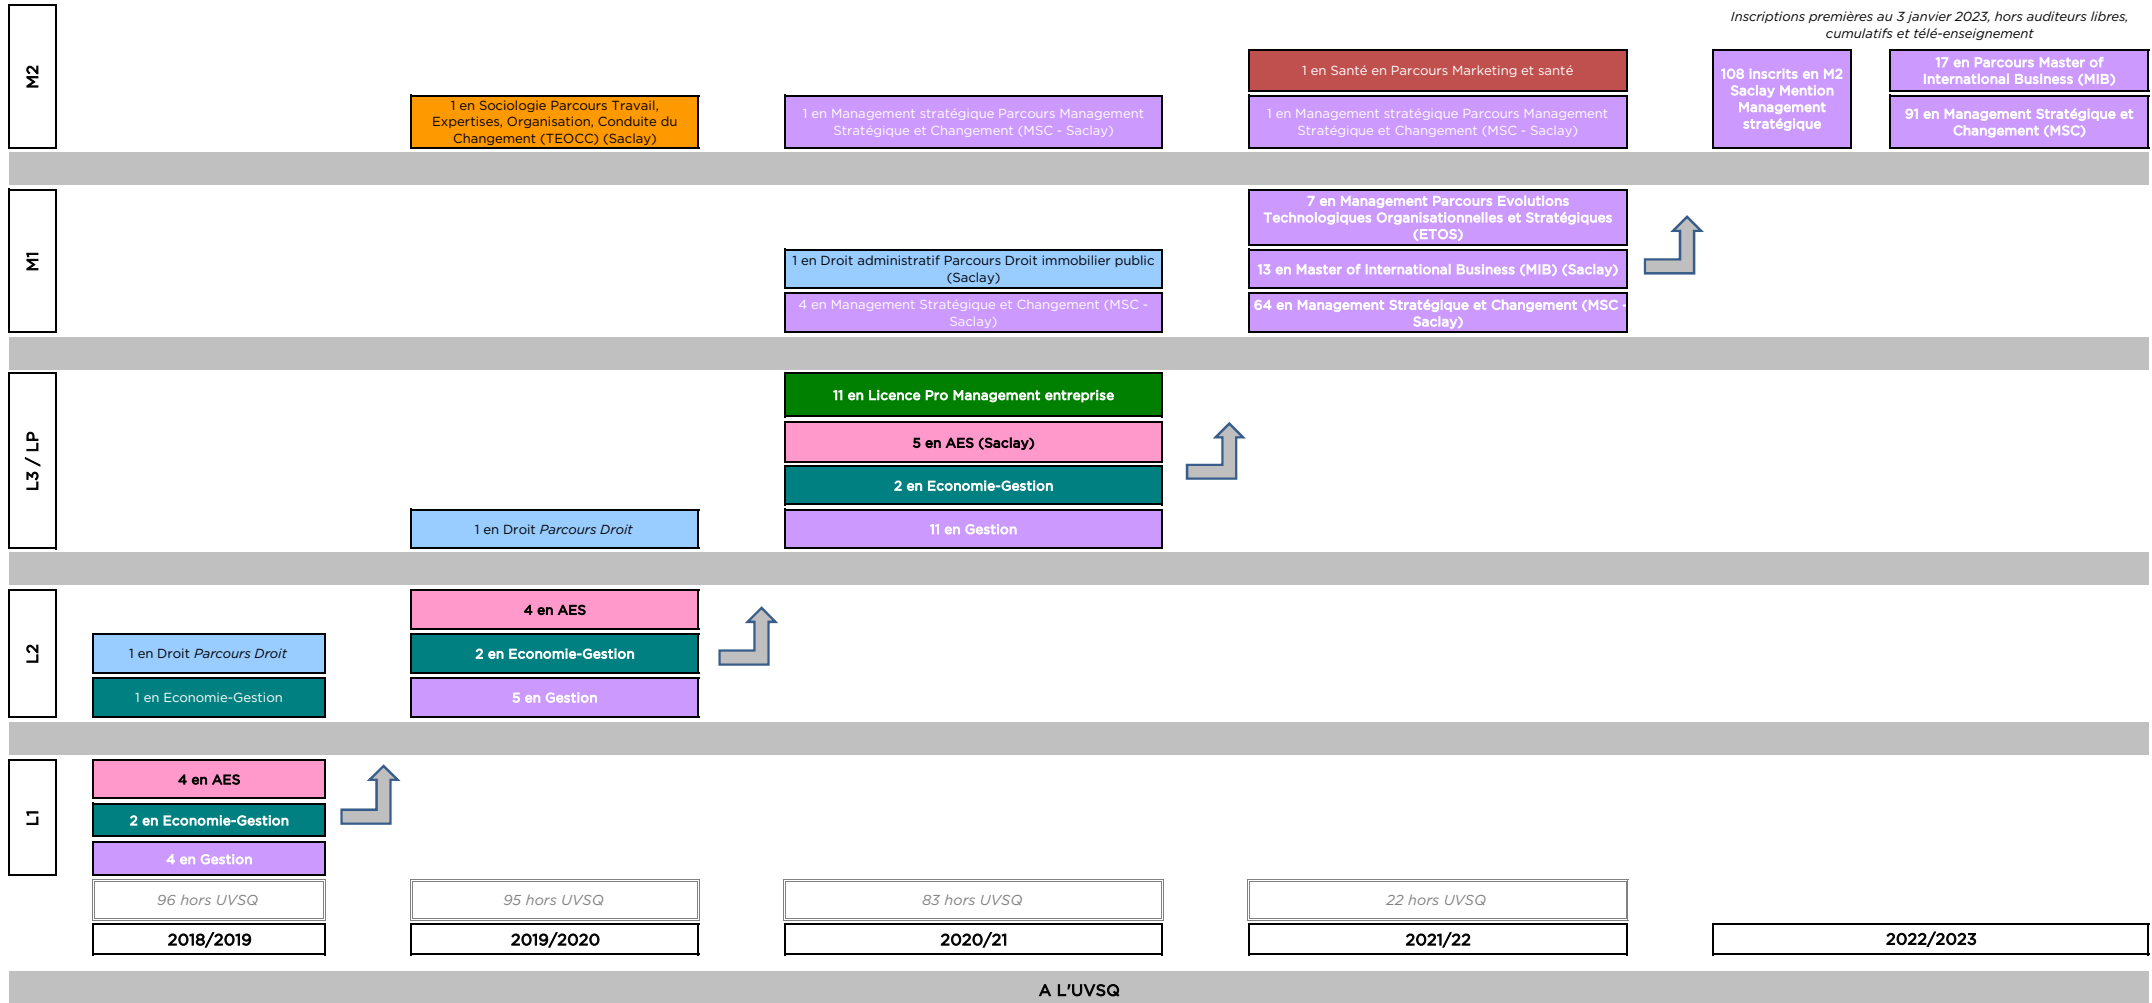 Inscriptions premières au 3 janvier 2023, hors auditeurs libres,
cumulatifs et télé-enseignement
M2
1 en Sociologie Parcours Travail,
Expertises, Organisation, Conduite du
Changement (TEOCC) (Saclay)
1 en Management stratégique Parcours Management
Stratégique et Changement (MSC - Saclay)
1 en Santé en Parcours Marketing et santé
1 en Management stratégique Parcours Management
Stratégique et Changement (MSC - Saclay)
108 inscrits en M2
Saclay Mention
Management
stratégique
17 en Parcours Master of
International Business (MIB)
91 en Management Stratégique et
Changement (MSC)
M1
1 en Droit administratif Parcours Droit immobilier public
(Saclay)
4 en Management Stratégique et Changement (MSC -
Saclay)
7 en Management Parcours Evolutions
Technologiques Organisationnelles et Stratégiques
(ETOS)
13 en Master of International Business (MIB) (Saclay)
64 en Management Stratégique et Changement (MSC -
Saclay)
L3 / LP
1 en Droit Parcours Droit
11 en Licence Pro Management entreprise
5 en AES (Saclay)
2 en Economie-Gestion
11 en Gestion
L2
1 en Droit Parcours Droit
1 en Economie-Gestion
4 en AES
2 en Economie-Gestion
5 en Gestion
L1
4 en AES
2 en Economie-Gestion
4 en Gestion
96 hors UVSQ
95 hors UVSQ
83 hors UVSQ
22 hors UVSQ
2018/2019
2019/2020
2020/21
2021/22
2022/2023
A L'UVSQ